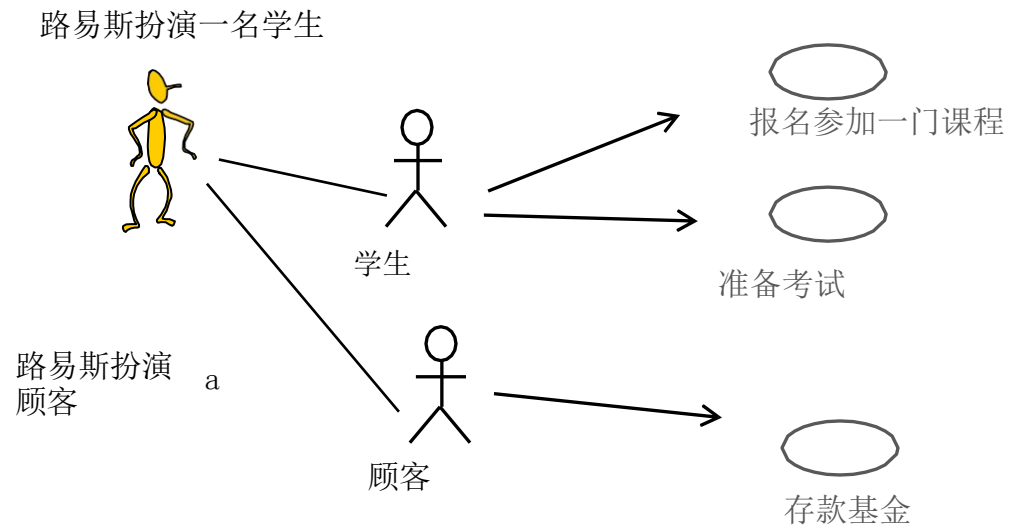 路易斯扮演一名学生
报名参加一门课程
学生
准备考试
路易斯扮演 a
顾客
顾客
存款基金